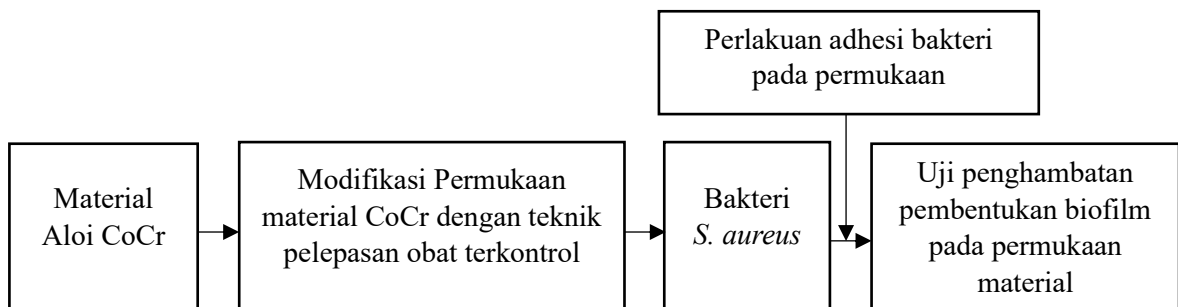 Perlakuan adhesi bakteri
pada permukaan
Material
Aloi CoCr
Modifikasi Permukaan
material CoCr dengan teknik
pelepasan obat terkontrol
Bakteri
S. aureus
Uji penghambatan
pembentukan biofilm
pada permukaan
material